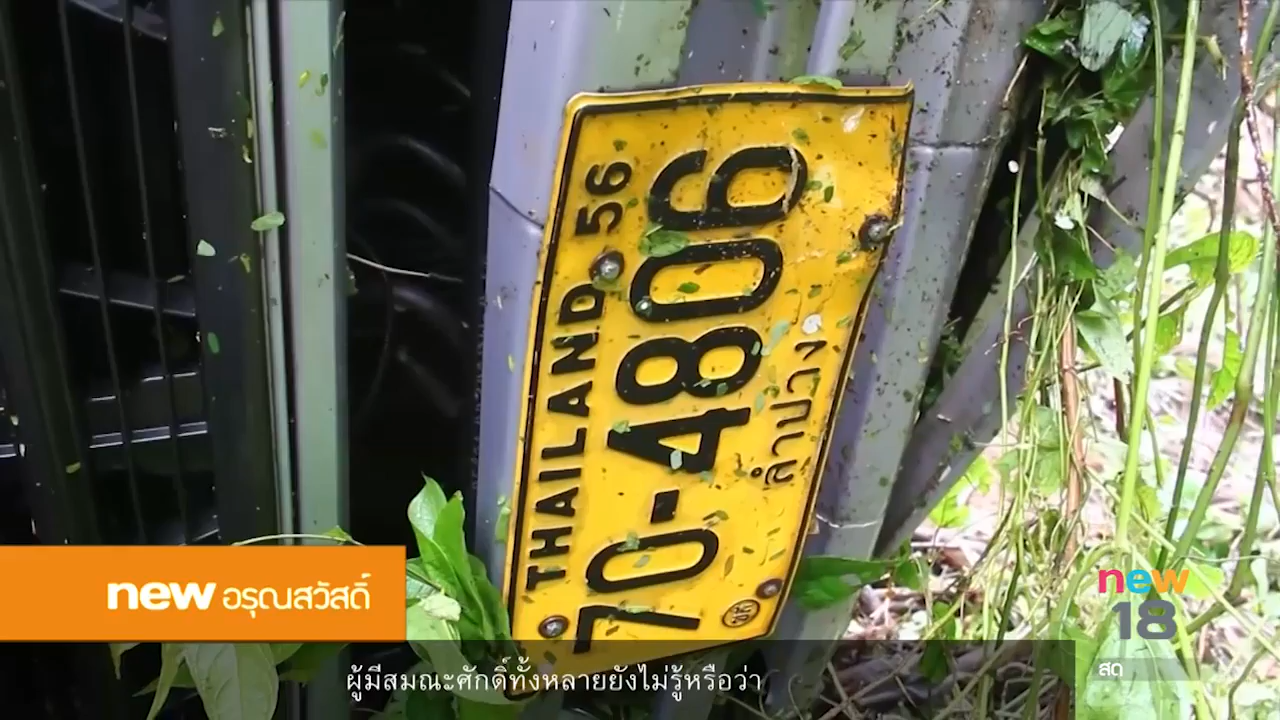 THAILAND 56
70-4806
ลำปาง
ขส
new อรุณสวัสดิ์
new
18
สด
ผู้มีสมณะศักดิ์ทั้งหลายยังไม่รู้หรือว่า